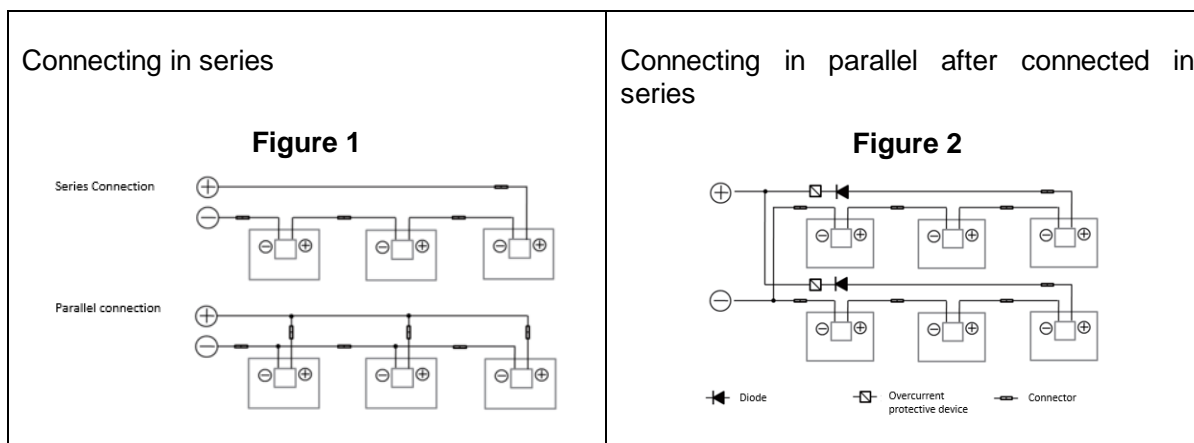 Connecting in series
Figure 1
Series Connection
+
−
− + − + − +
Parallel connection
+
−
− + − + − +
Connecting in parallel after connected in
series
Figure 2
+
− + − + − +
−
− + − + − +
Diode
Overcurrent
protective device
Connector